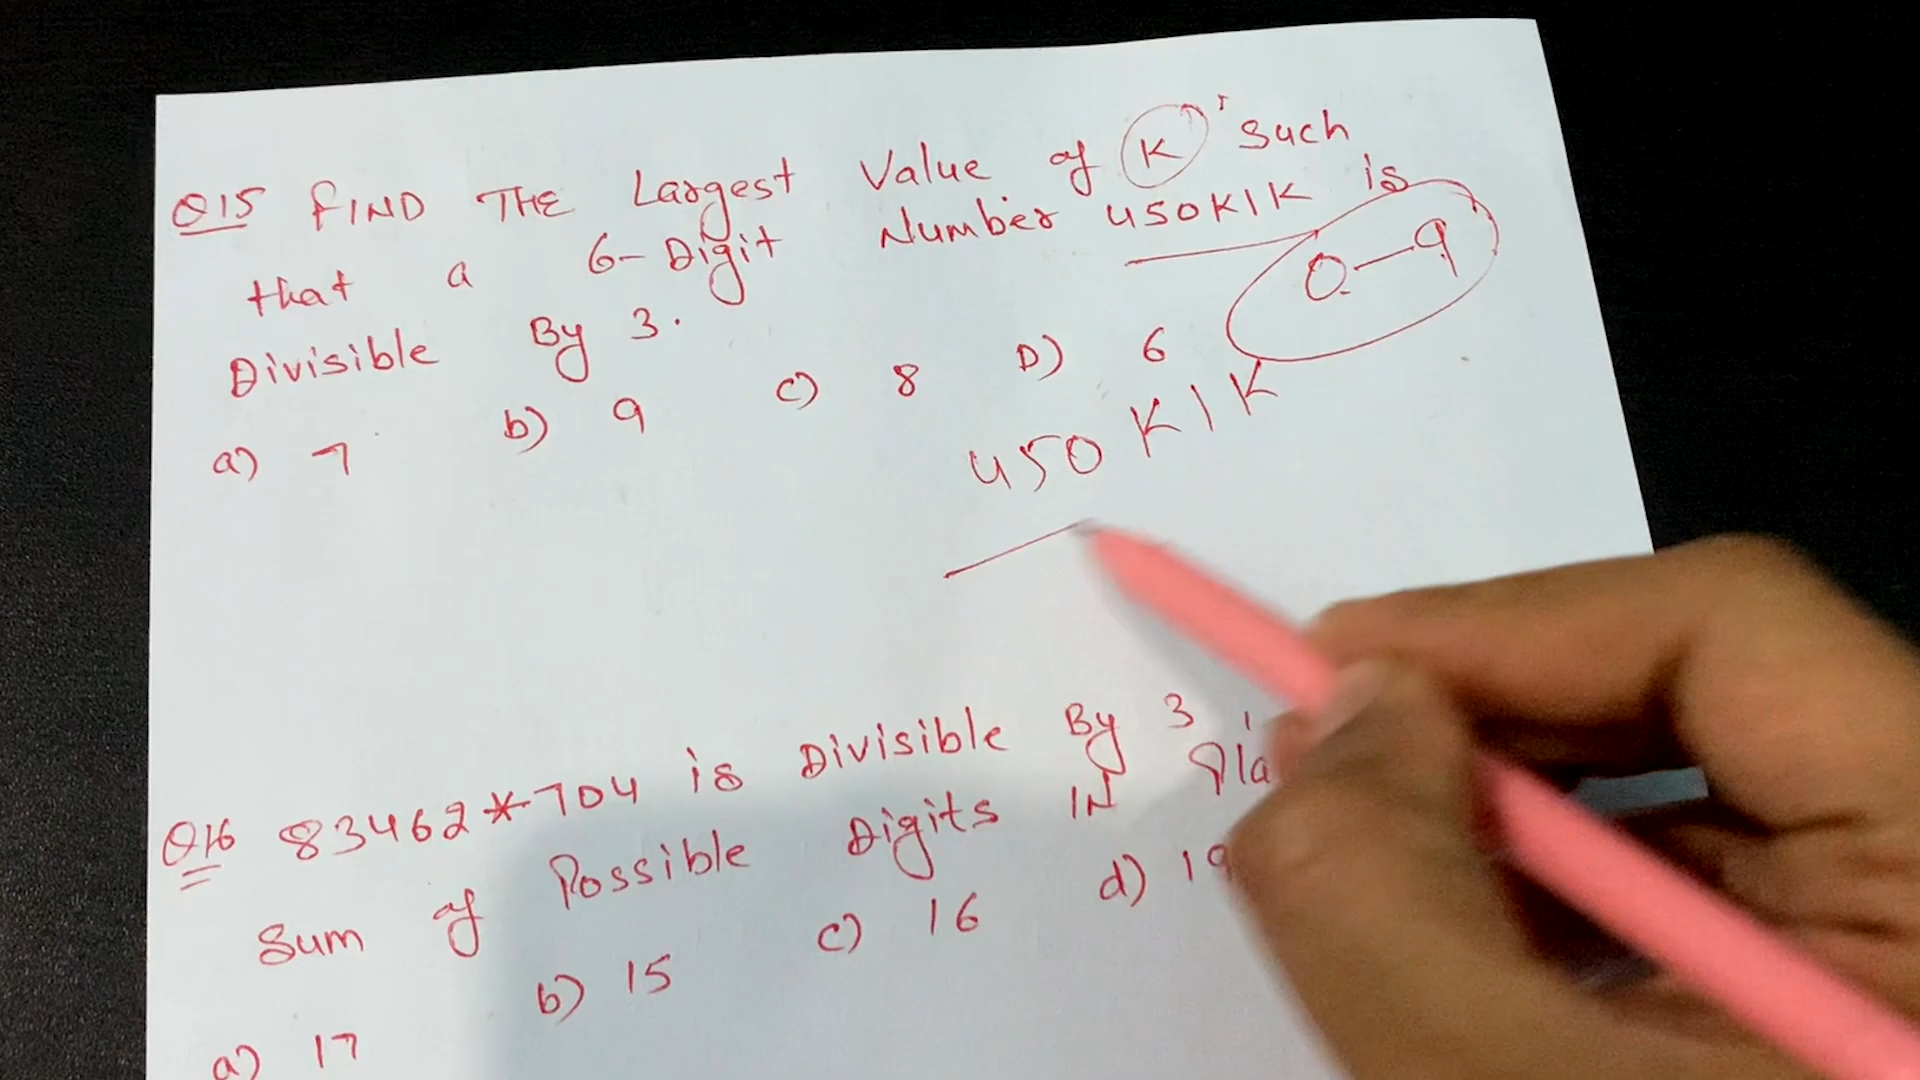 Q15 FIND THE Largest Value of K Such
that a 6-Digit Number 450K1K is
Divisible By 3.
0-9
a) 7 b) 9 c) 8 D) 6
450K1K
Q16 83462*704 is Divisible By 3
Sum of Possible Digits IN
a) 17 b) 15 c) 16 d) 19